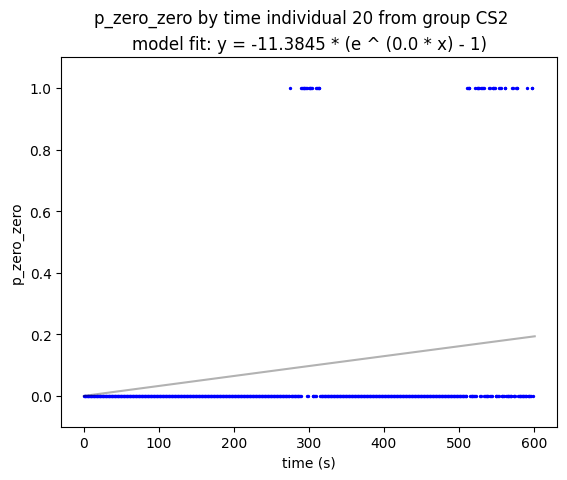 p_zero_zero by time individual 20 from group CS2
model fit: y = -11.3845 * (e ^ (0.0 * x) - 1)
1.0
0.8
0.6
0.4
0.2
0.0
p_zero_zero
0 100 200 300 400 500 600
time (s)